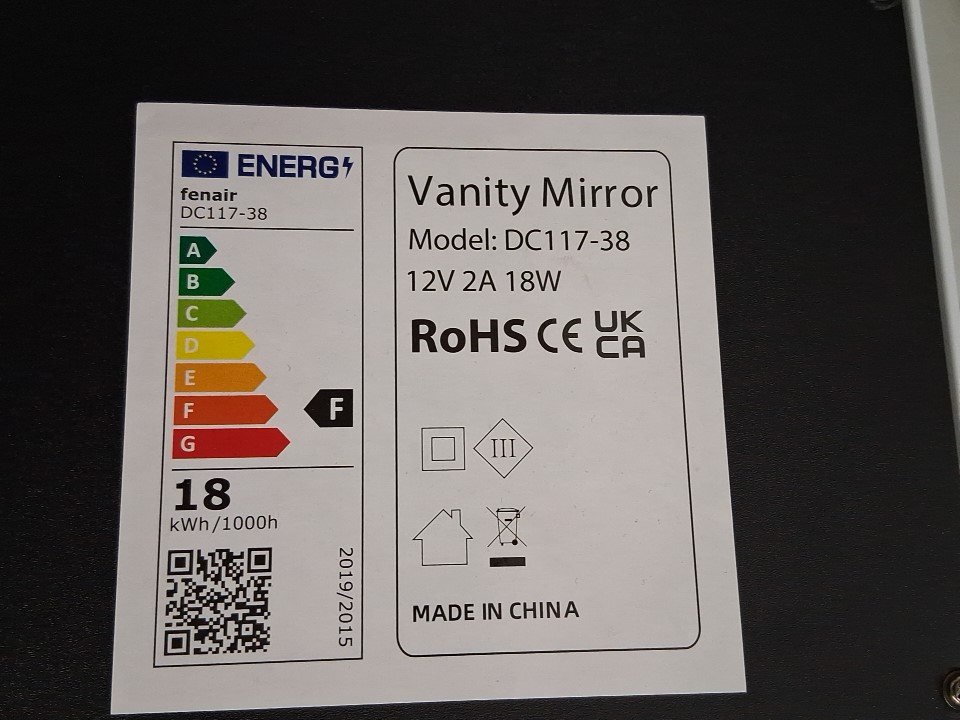 ENERG
fenair
DC117-38
A
B
C
D
E
F
F
G
18
kWh/1000h
2019/2015
Vanity Mirror
Model: DC117-38
12V 2A 18W
RoHS CE UK
CA
III
MADE IN CHINA